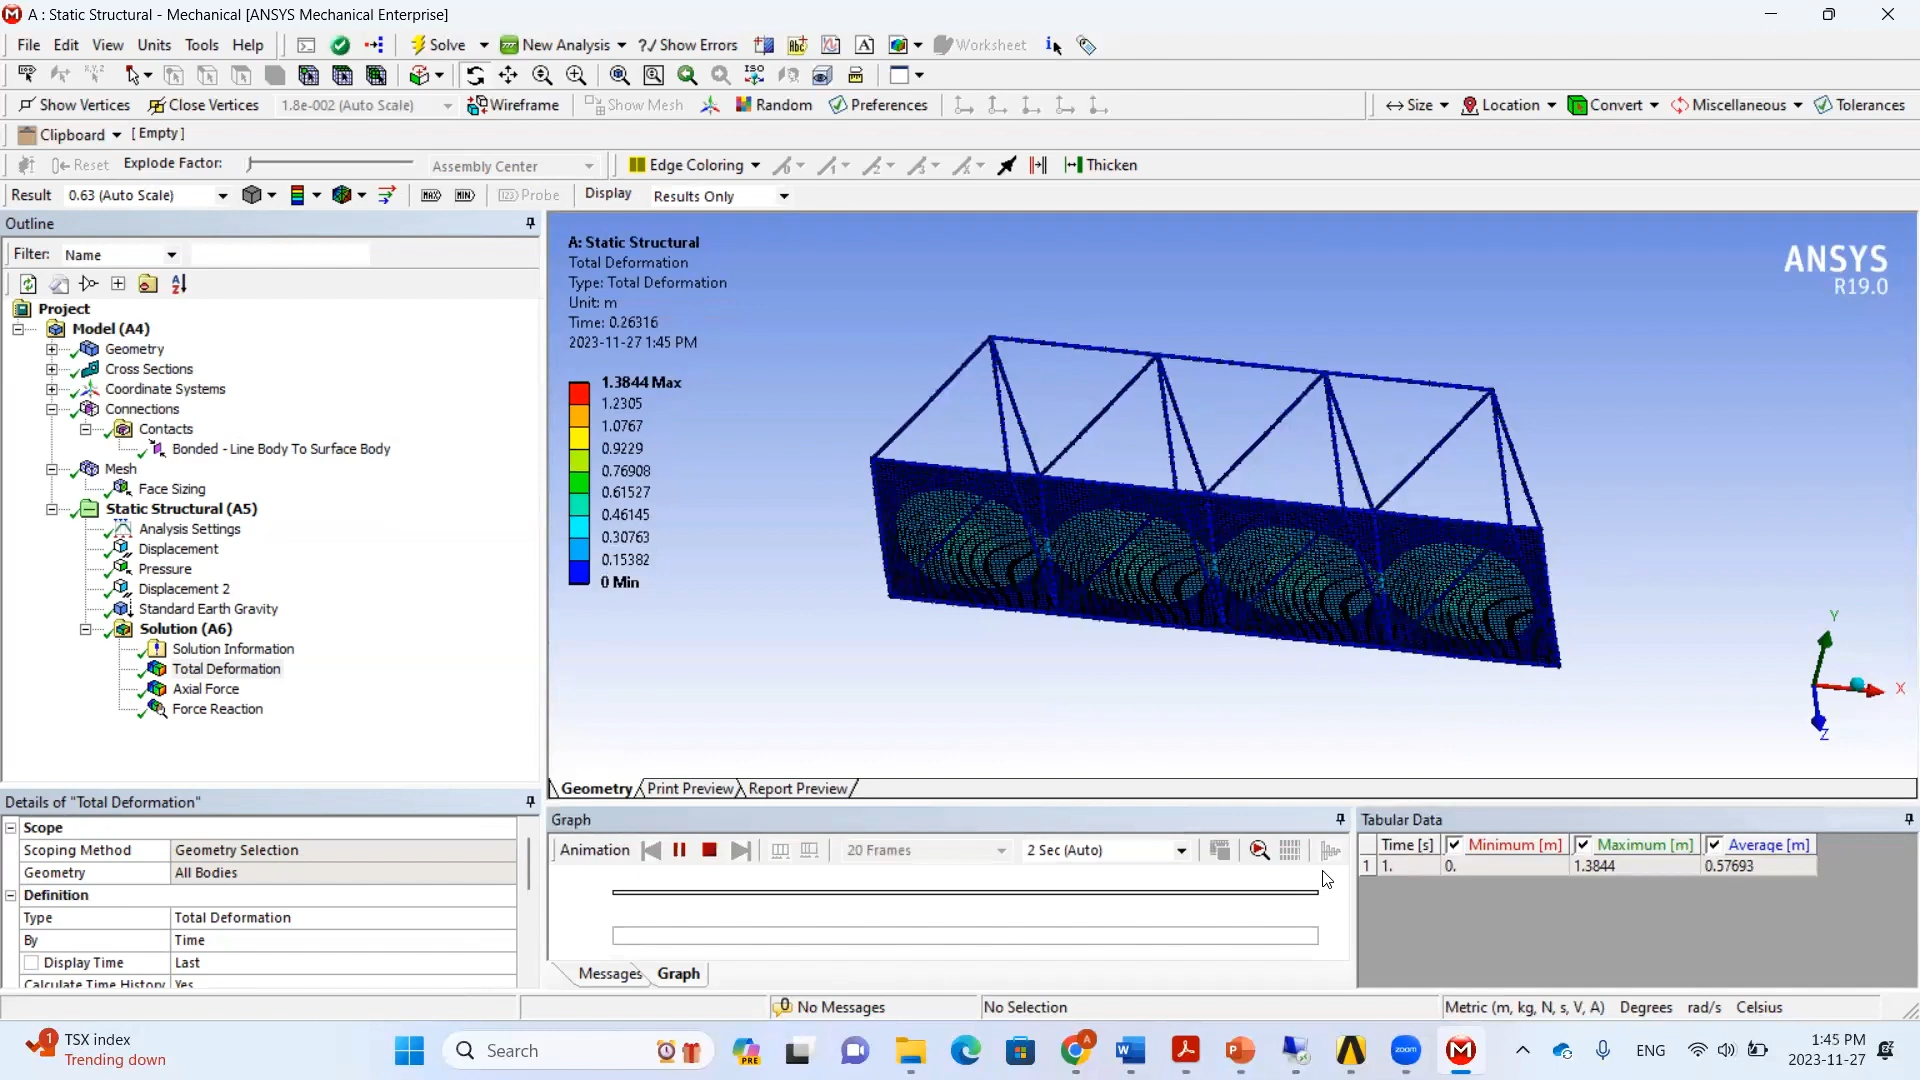 A : Static Structural - Mechanical [ANSYS Mechanical Enterprise]
File Edit View Units Tools Help Solve New Analysis Show Errors Worksheet
ISO
Show Vertices Close Vertices 1.8e-002 (Auto Scale) Wireframe Show Mesh Random Preferences Size Location Convert Miscellaneous Tolerances
Clipboard [Empty]
Reset Explode Factor: Assembly Center Edge Coloring Thicken
Result 0.63 (Auto Scale) MAX MIN Probe Display Results Only
Outline
Filter: Name
Project
Model (A4)
Geometry
Cross Sections
Coordinate Systems
Connections
Contacts
Bonded - Line Body To Surface Body
Mesh
Face Sizing
Static Structural (A5)
Analysis Settings
Displacement
Pressure
Displacement 2
Standard Earth Gravity
Solution (A6)
Solution Information
Total Deformation
Axial Force
Force Reaction
A: Static Structural
Total Deformation
Type: Total Deformation
Unit: m
Time: 0.26316
2023-11-27 1:45 PM
1.3844 Max
1.2305
1.0767
0.9229
0.76908
0.61527
0.46145
0.30763
0.15382
0 Min
ANSYS
R19.0
Y
X
Z
Geometry Print Preview Report Preview
Details of "Total Deformation"
Scope
Scoping Method Geometry Selection
Geometry All Bodies
Definition
Type Total Deformation
By Time
Display Time Last
Calculate Time History Yes
Graph
Animation 20 Frames 2 Sec (Auto)
Messages Graph
Tabular Data
Time [s] Minimum [m] Maximum [m] Average [m]
1 1. 0. 1.3844 0.57693
No Messages No Selection Metric (m, kg, N, s, V, A) Degrees rad/s Celsius
1 TSX index
Trending down
Search
PRE
zoom
ENG
1:45 PM
2023-11-27